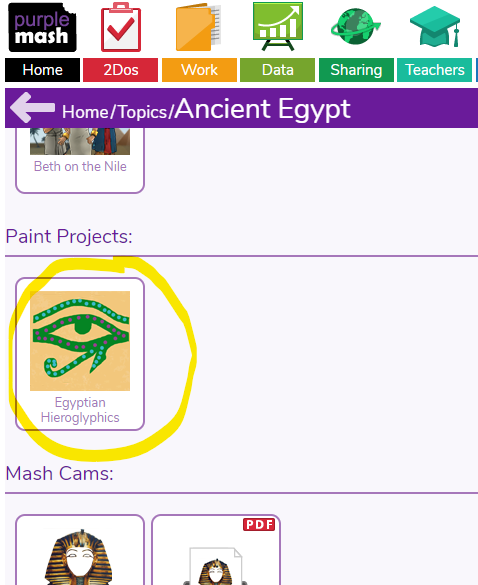 purple
mash
Home 2Dos Work Data Sharing Teachers
Home/Topics/Ancient Egypt
Beth on the Nile
Paint Projects:
Egyptian
Hieroglyphics
Mash Cams:
PDF